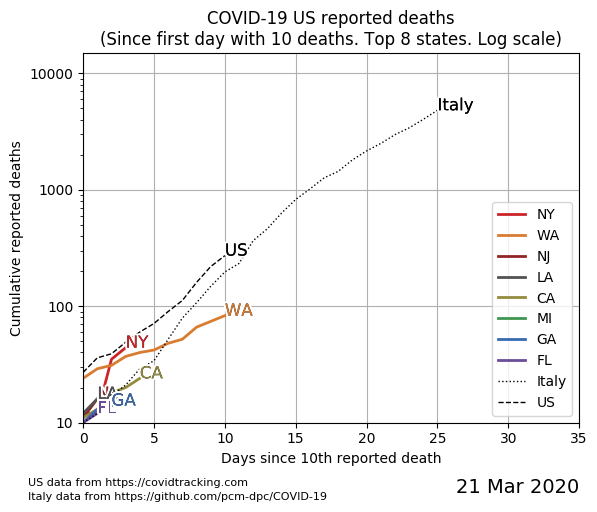 COVID-19 US reported deaths
(Since first day with 10 deaths. Top 8 states. Log scale)
Cumulative reported deaths
10000
1000
100
10
Italy
US
WA
NY
CA
LA
GA
FL
NY
WA
NJ
LA
CA
MI
GA
FL
Italy
US
0 5 10 15 20 25 30 35
Days since 10th reported death
US data from https://covidtracking.com
Italy data from https://github.com/pcm-dpc/COVID-19
21 Mar 2020